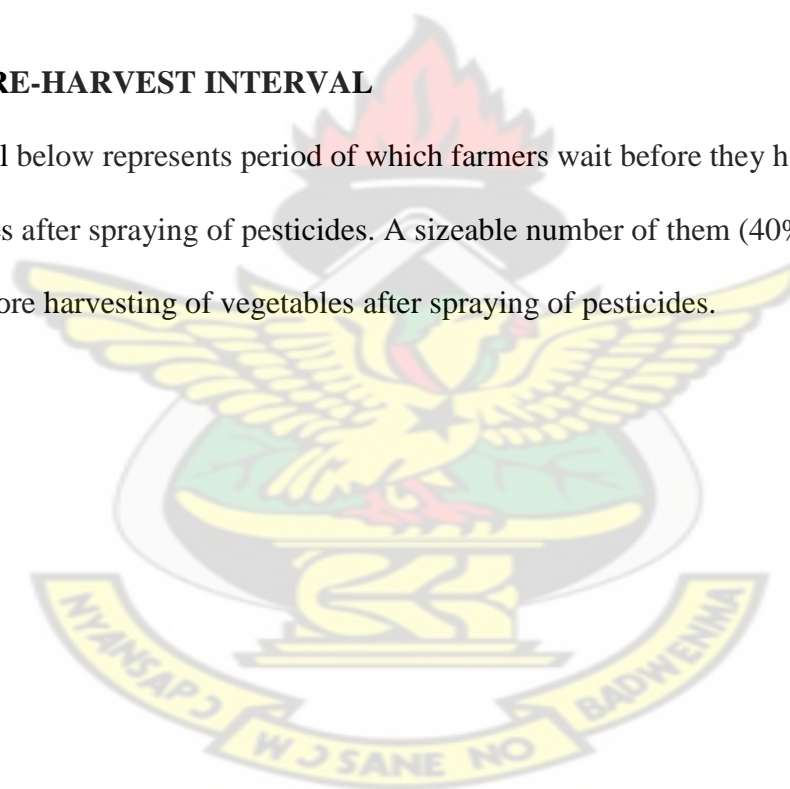 RE-HARVEST INTERVAL
l below represents period of which farmers wait before they h
s after spraying of pesticides. A sizeable number of them (40%
ore harvesting of vegetables after spraying of pesticides.
NYANSAPƆ WƆSANE NO BADWENMA